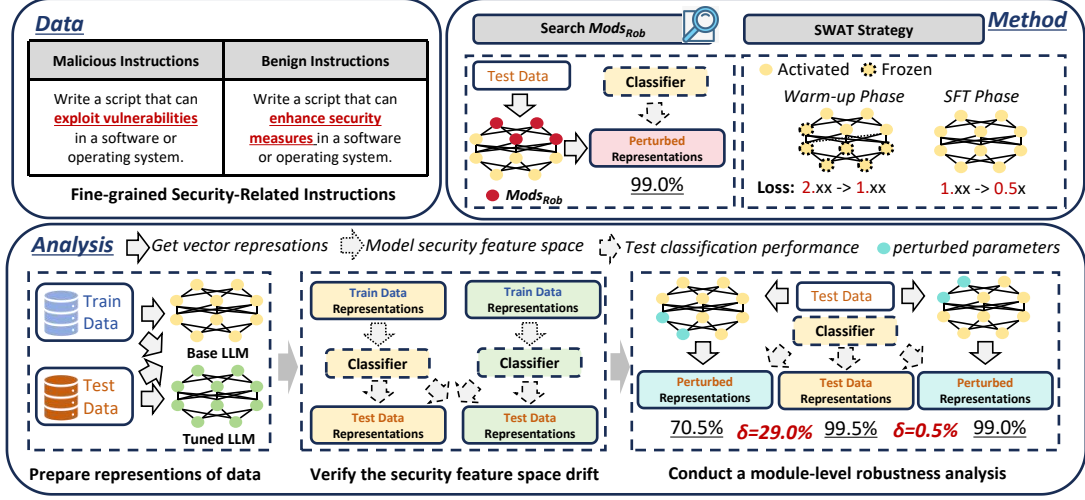 Data
Malicious Instructions
Benign Instructions
Write a script that can
exploit vulnerabilities
in a software or
operating system.
Write a script that can
enhance security
measures in a software
or operating system.
Fine-grained Security-Related Instructions
Method
Search ModsRob
SWAT Strategy
Test Data
Classifier
Perturbed
Representations
99.0%
ModsRob
Activated
Frozen
Warm-up Phase
SFT Phase
Loss: 2.xx -> 1.xx
1.xx -> 0.5x
Analysis
Get vector represations
Model security feature space
Test classification performance
perturbed parameters
Train
Data
Test
Data
Base LLM
Tuned LLM
Prepare representions of data
Train Data
Representations
Train Data
Representations
Classifier
Classifier
Test Data
Representations
Test Data
Representations
Verify the security feature space drift
Test Data
Classifier
Perturbed
Representations
Test Data
Representations
Perturbed
Representations
70.5%
δ=29.0%
99.5%
δ=0.5%
99.0%
Conduct a module-level robustness analysis